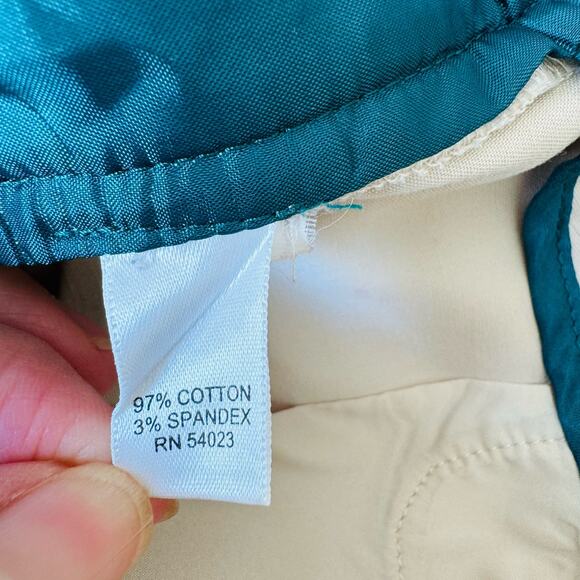 97% COTTON
3% SPANDEX
RN 54023